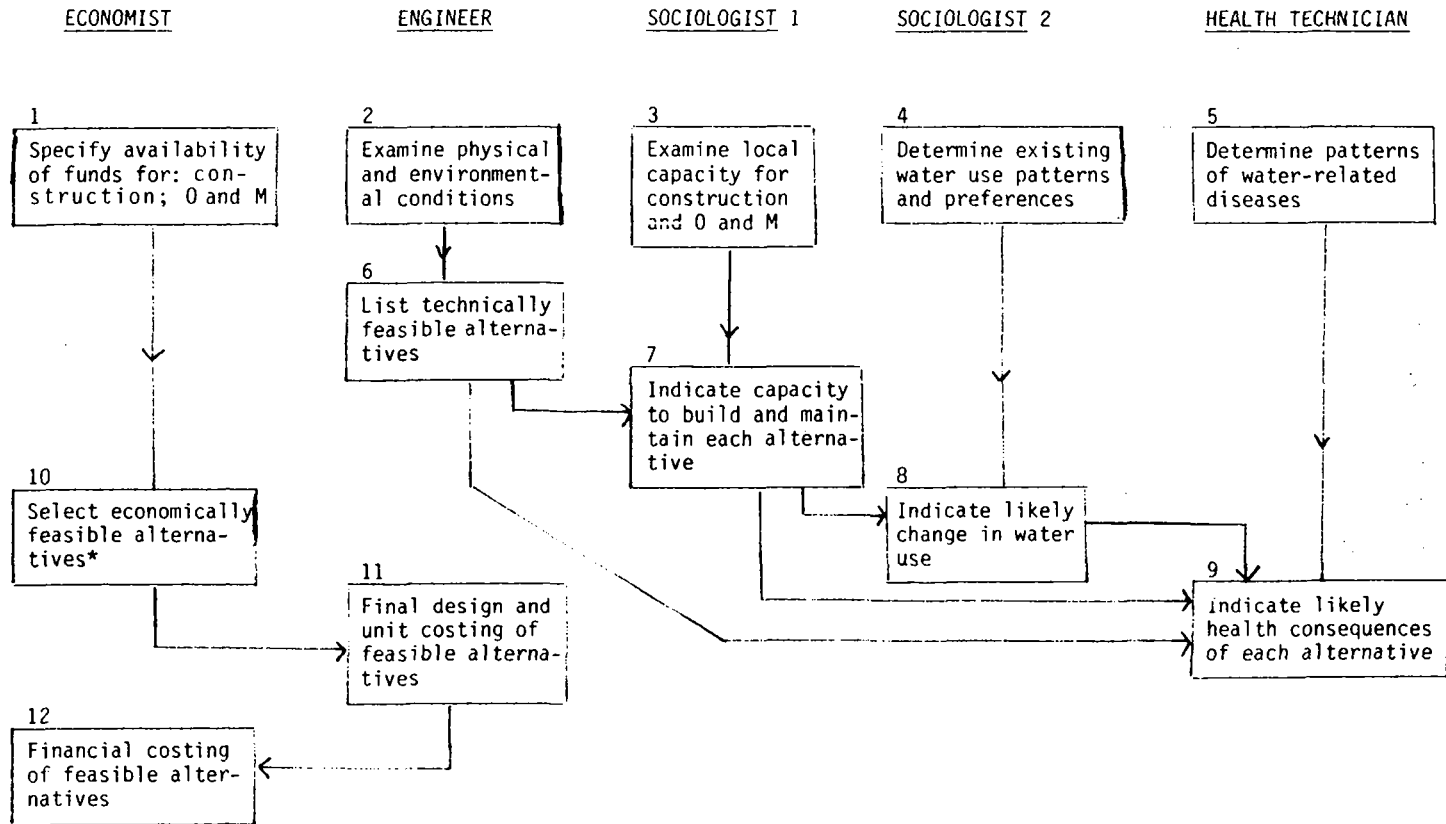 ECONOMIST
ENGINEER
SOCIOLOGIST 1
SOCIOLOGIST 2
HEALTH TECHNICIAN
1
Specify availability
of funds for: con-
struction; O and M
2
Examine physical
and environment-
al conditions
3
Examine local
capacity for
construction
and O and M
4
Determine existing
water use patterns
and preferences
5
Determine patterns
of water-related
diseases
6
List technically
feasible alterna-
tives
7
Indicate capacity
to build and main-
tain each alterna-
tive
8
Indicate likely
change in water
use
9
Indicate likely
health consequences
of each alternative
10
Select economically
feasible alterna-
tives*
11
Final design and
unit costing of
feasible alterna-
tives
12
Financial costing
of feasible alter-
natives